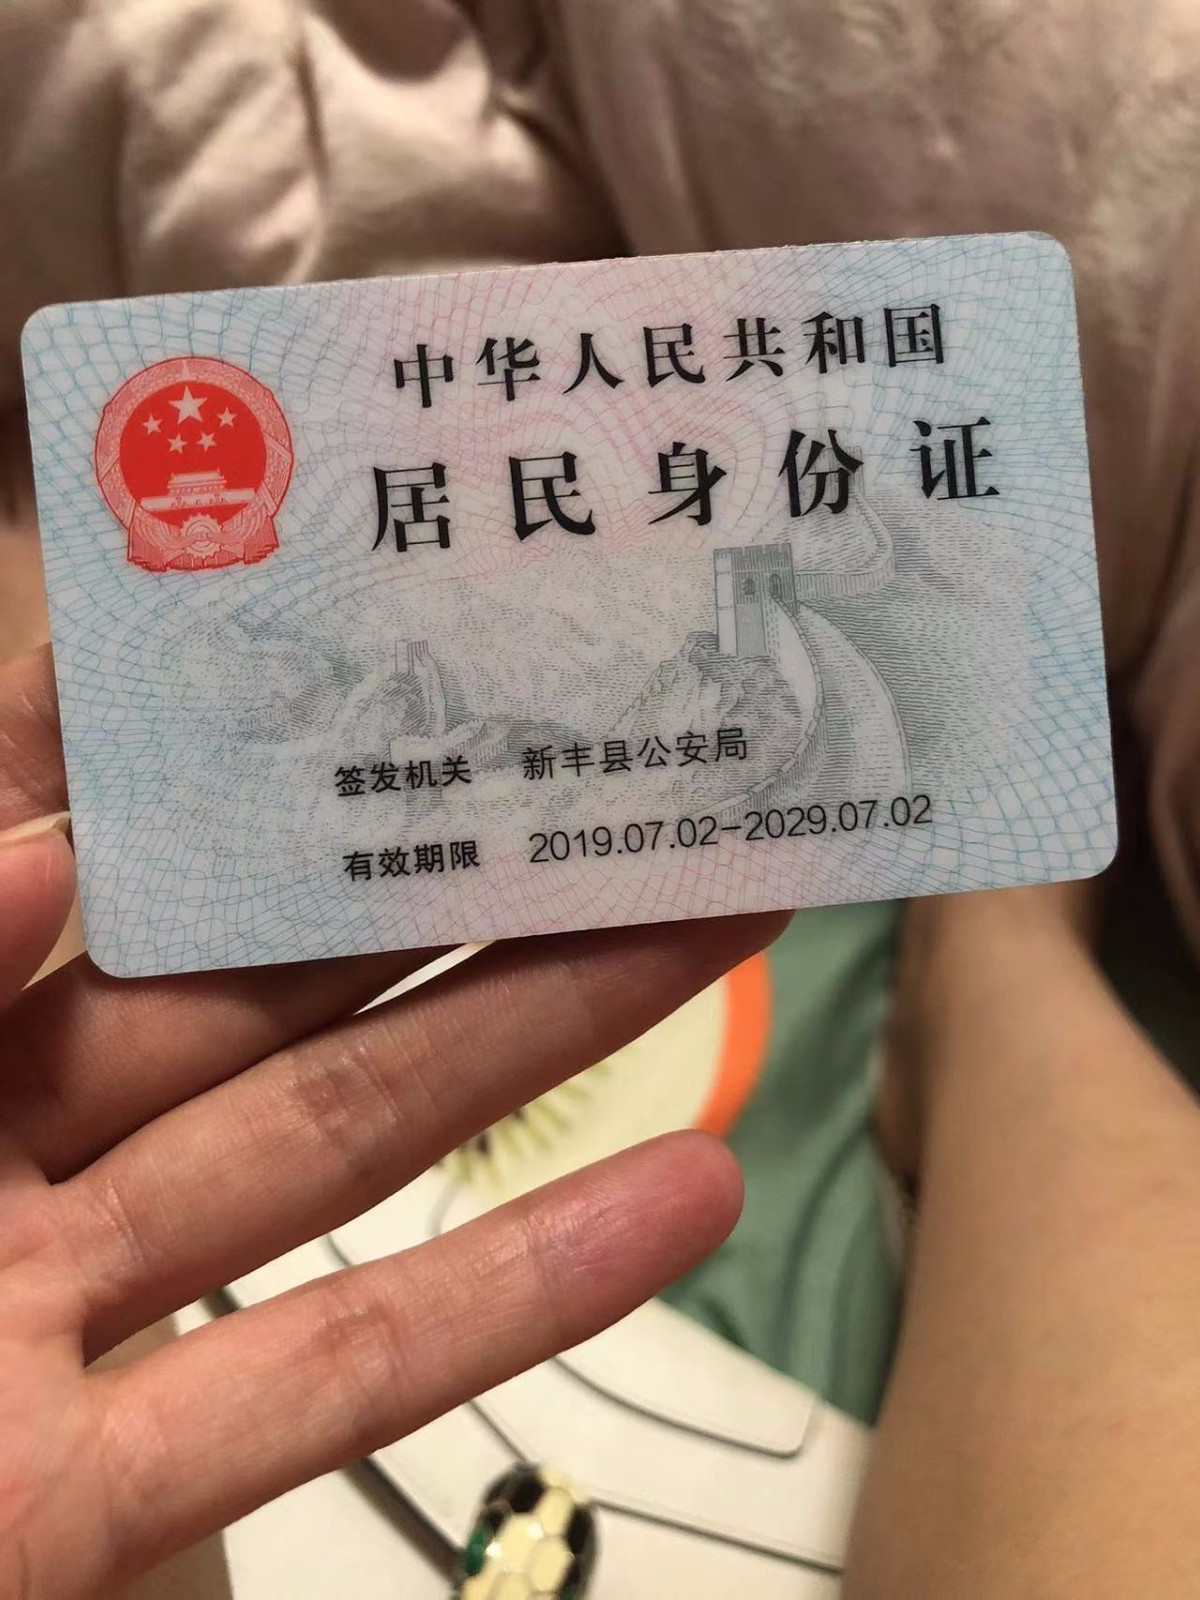 中华人民共和国
居民身份证
签发机关 新丰县公安局
有效期限 2019.07.02-2029.07.02